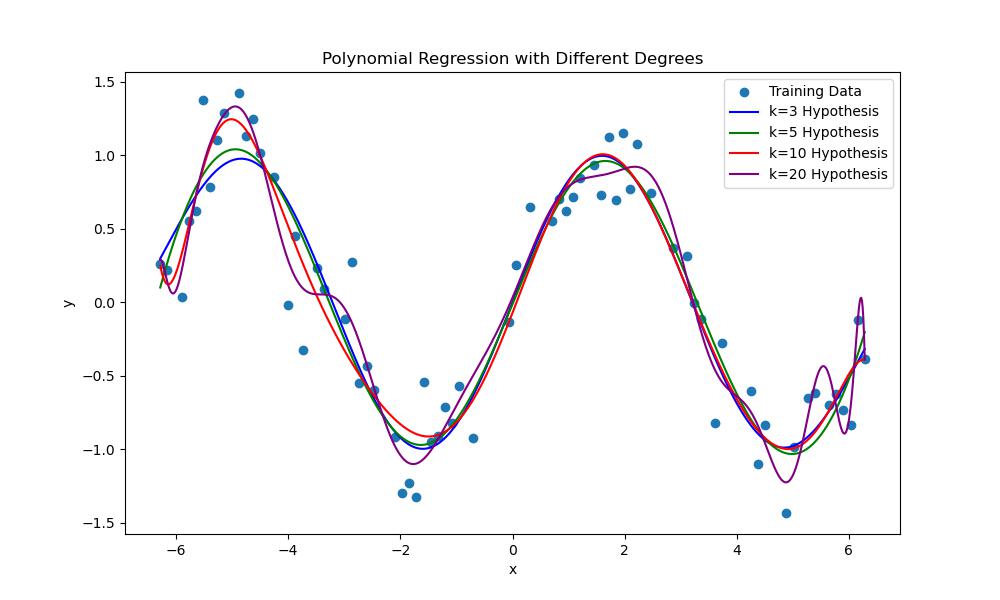 Polynomial Regression with Different Degrees
1.5
1.0
0.5
0.0
−0.5
−1.0
−1.5
y
Training Data
k=3 Hypothesis
k=5 Hypothesis
k=10 Hypothesis
k=20 Hypothesis
−6 −4 −2 0 2 4 6
x